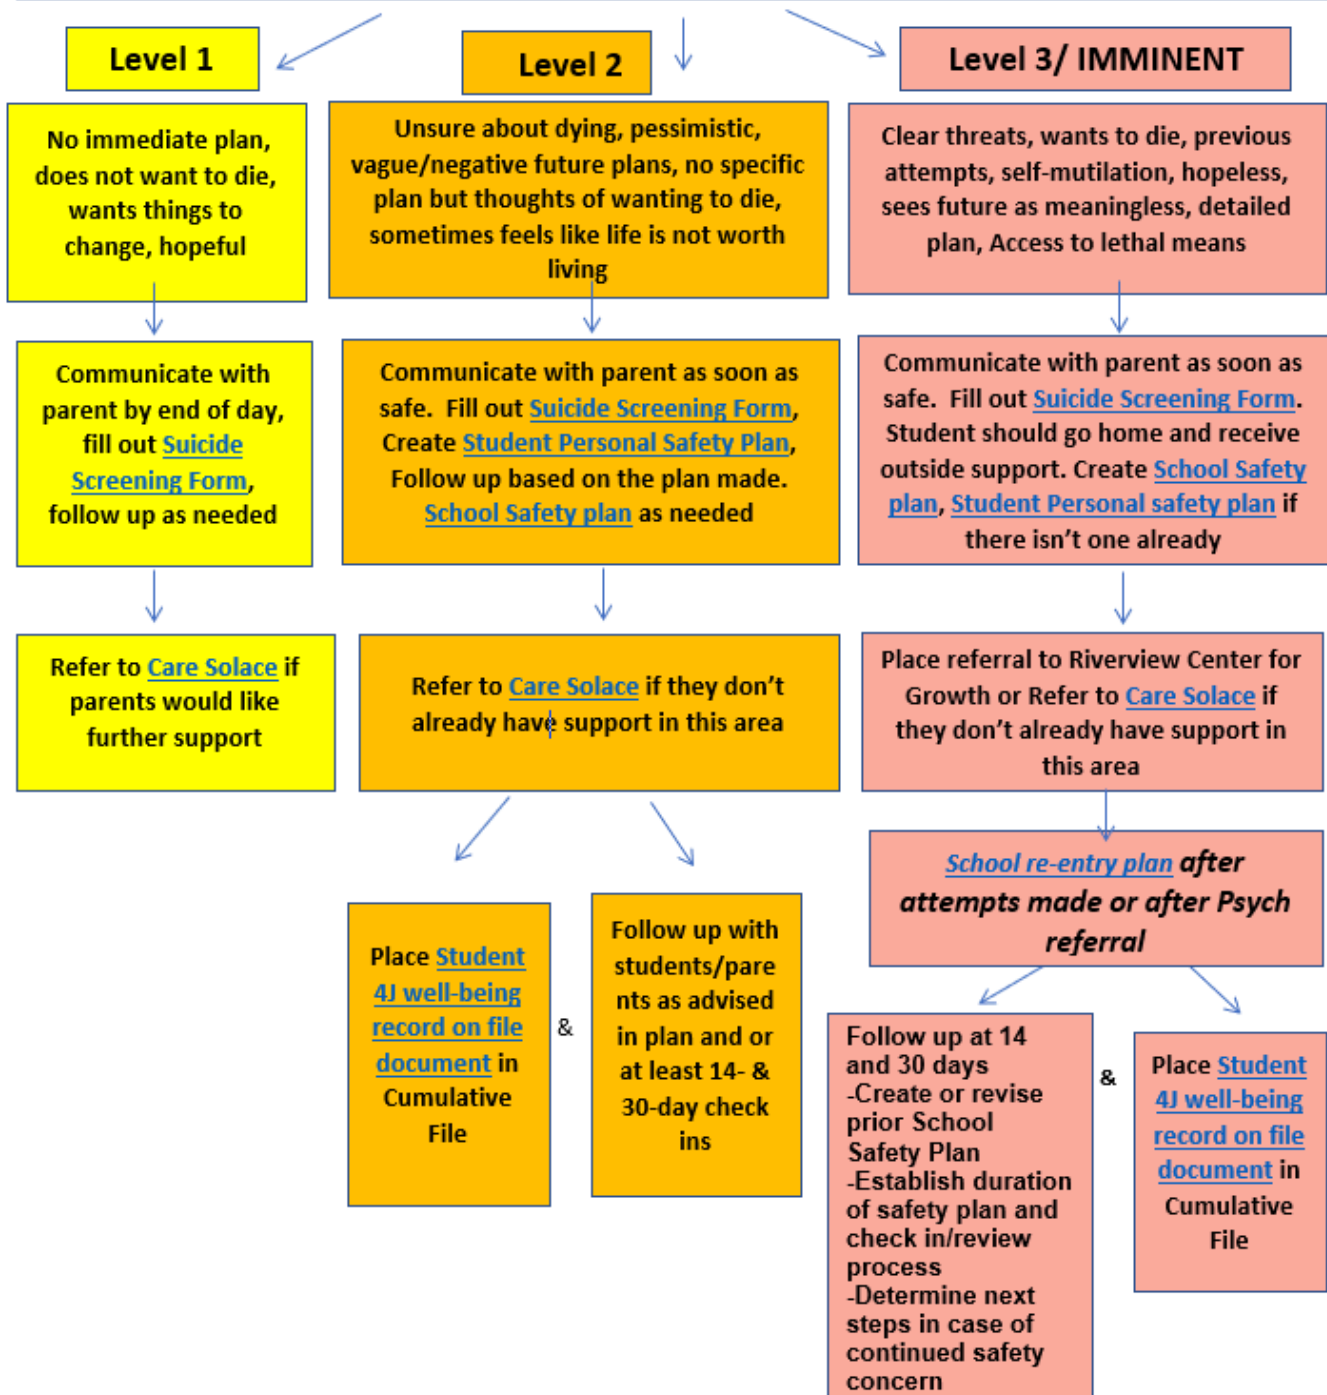 Level 1
Level 2
Level 3/ IMMINENT
No immediate plan,
does not want to die,
wants things to
change, hopeful
Unsure about dying, pessimistic,
vague/negative future plans, no specific
plan but thoughts of wanting to die,
sometimes feels like life is not worth
living
Clear threats, wants to die, previous
attempts, self-mutilation, hopeless,
sees future as meaningless, detailed
plan, Access to lethal means
Communicate with
parent by end of day,
fill out Suicide
Screening Form,
follow up as needed
Communicate with parent as soon as
safe.  Fill out Suicide Screening Form,
Create Student Personal Safety Plan,
Follow up based on the plan made.
School Safety plan as needed
Communicate with parent as soon as
safe.  Fill out Suicide Screening Form.
Student should go home and receive
outside support. Create School Safety
plan, Student Personal safety plan if
there isn’t one already
Refer to Care Solace if
parents would like
further support
Refer to Care Solace if they don’t
already have support in this area
Place referral to Riverview Center for
Growth or Refer to Care Solace if
they don’t already have support in
this area
School re-entry plan after
attempts made or after Psych
referral
Place Student
4J well-being
record on file
document in
Cumulative
File
&
Follow up with
students/pare
nts as advised
in plan and or
at least 14- &
30-day check
ins
Follow up at 14
and 30 days
-Create or revise
prior School
Safety Plan
-Establish duration
of safety plan and
check in/review
process
-Determine next
steps in case of
continued safety
concern
&
Place Student
4J well-being
record on file
document in
Cumulative
File